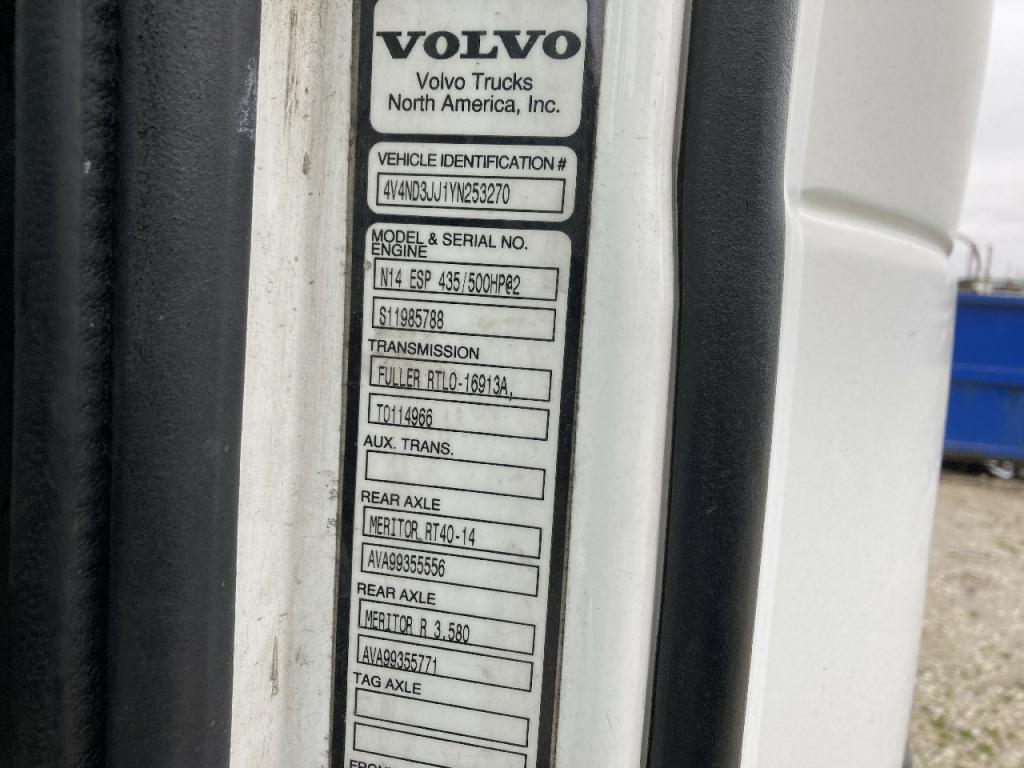 VOLVO
Volvo Trucks
North America, Inc.
VEHICLE IDENTIFICATION #
4V4ND3JJ1YN253270
MODEL & SERIAL NO.
ENGINE
N14 ESP 435/500HP@2
S11985788
TRANSMISSION
FULLER RTLO-16913A,
TO114966
AUX. TRANS.
REAR AXLE
MERITOR RT40-14
AVA99355556
REAR AXLE
MERITOR R 3.580
AVA99355771
TAG AXLE